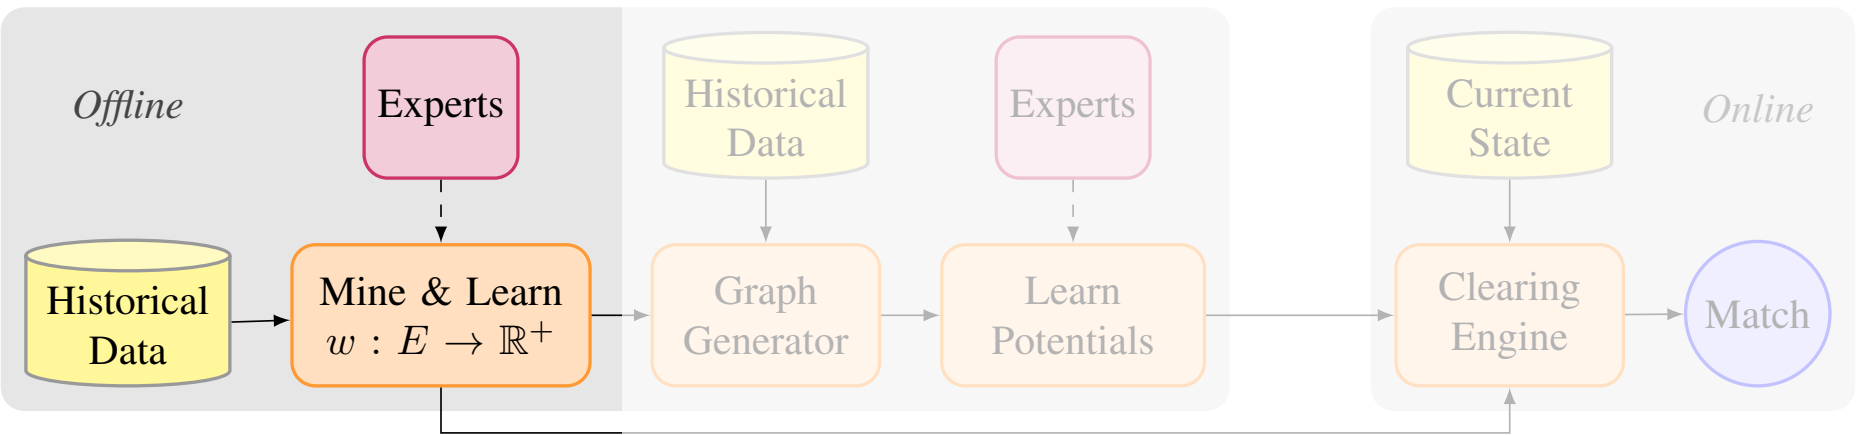 Offline
Experts
Historical
Data
Mine & Learn
w : E → ℝ⁺
Historical
Data
Experts
Graph
Generator
Learn
Potentials
Current
State
Online
Clearing
Engine
Match